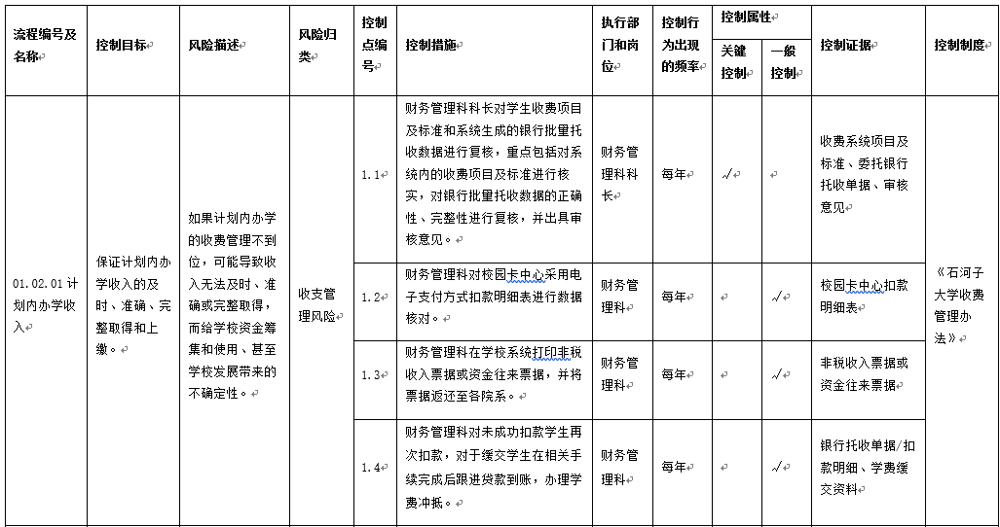 流程编号及
名称
控制目标
风险描述
风险归
类
控制
点编
号
控制措施
执行部
门和岗
位
控制行
为出现
的频率
控制属性
关键
控制
一般
控制
控制证据
控制制度
01.02.01 计
划内办学收
入
保证计划内办
学收入的及
时、准确、完
整取得和上
缴。
如果计划内办学
的收费管理不到
位，可能导致收
入无法及时、准
确或完整取得，
而给学校资金筹
集和使用、甚至
学校发展带来的
不确定性。
收支管
理风险
1.1
财务管理科科长对学生收费项目
及标准和系统生成的银行批量托
收数据进行复核，重点包括对系
统内的收费项目及标准进行核
实，对银行批量托收数据的正确
性、完整性进行复核，并出具审
核意见。
财务管
理科科
长
每年
√
收费系统项目及
标准、委托银行
托收单据、审核
意见
1.2
财务管理科对校园卡中心采用电
子支付方式扣款明细表进行数据
核对。
财务管
理科
每年
√
校园卡中心扣款
明细表
1.3
财务管理科在学校系统打印非税
收入票据或资金往来票据，并将
票据返还至各院系。
财务管
理科
每年
√
非税收入票据或
资金往来票据
1.4
财务管理科对未成功扣款学生再
次扣款，对于缓交学生在相关手
续完成后跟进贷款到账，办理学
费冲抵。
财务管
理科
每年
√
银行托收单据/扣
款明细、学费缓
交资料
《石河子
大学收费
管理办
法》